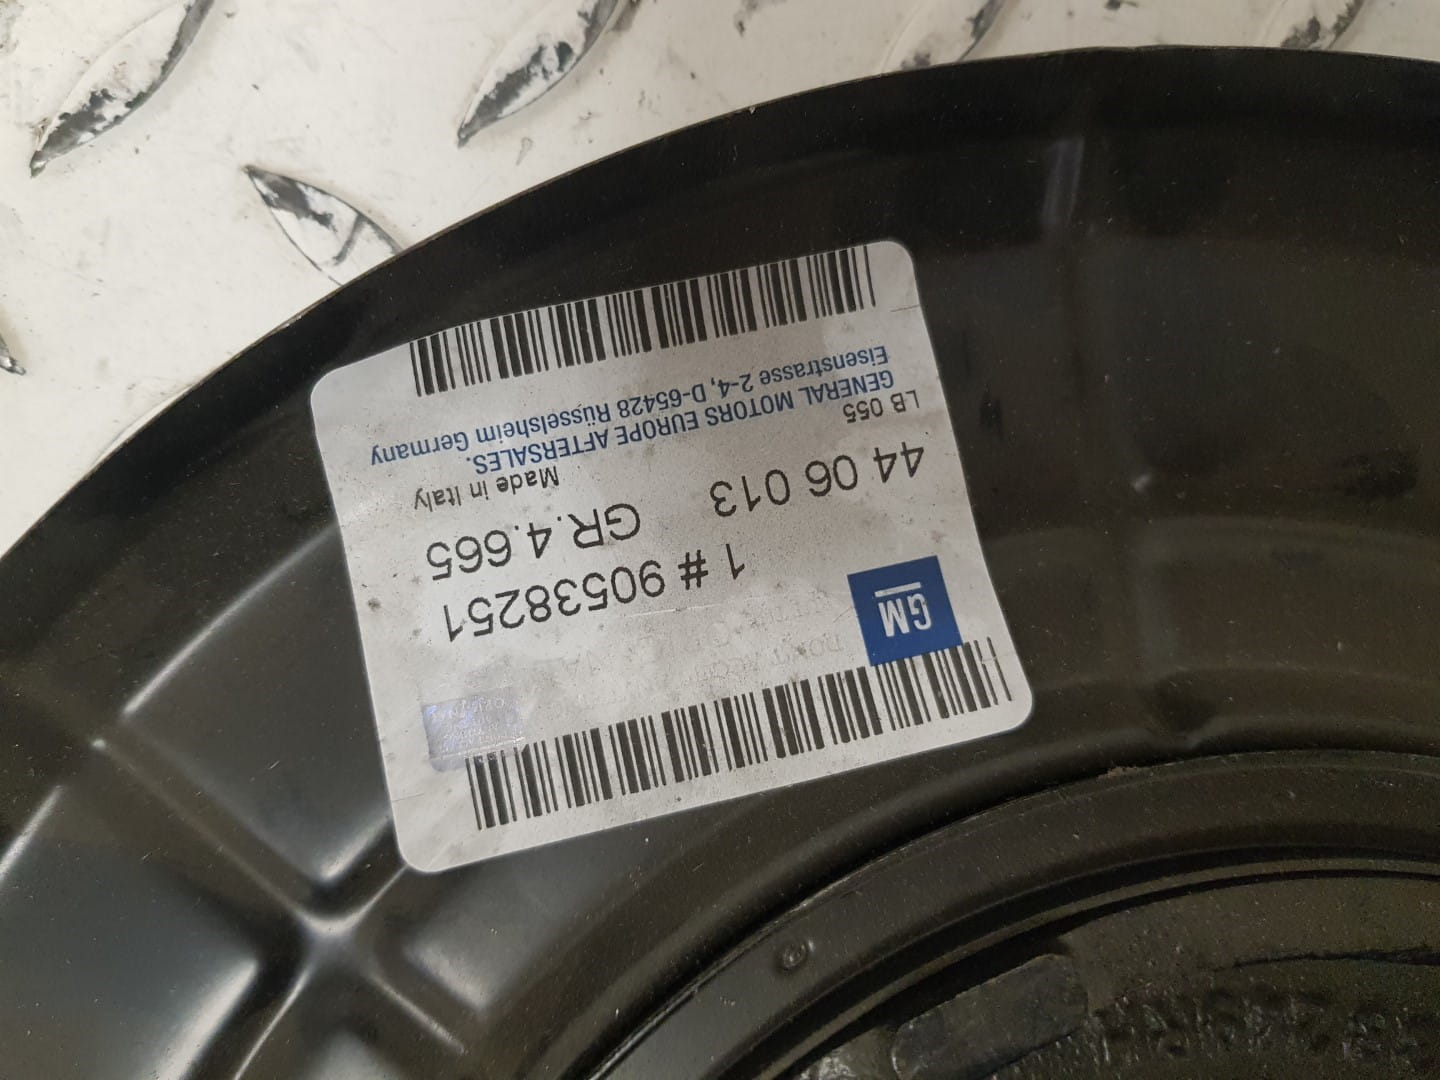 GM
1 # 90538251
44 06 013 GR.4.665
LB 055 Made in Italy
GENERAL MOTORS EUROPE AFTERSALES.
Eisenstrasse 2-4, D-65428 Rüsselsheim Germany